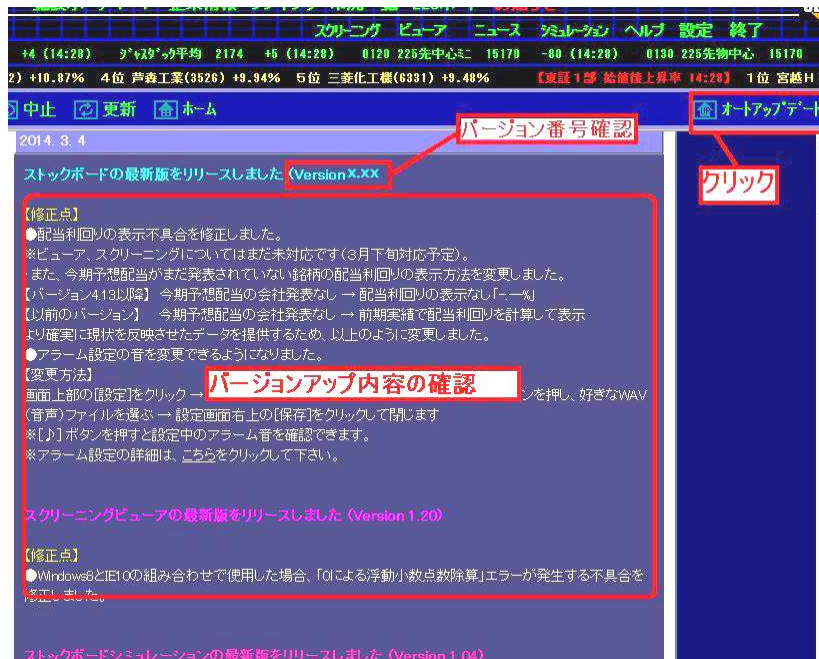 スクリーニング ビューア ニュース シミュレーション ヘルプ 設定 終了
+4 (14:28) ｼﾞｬｽﾀﾞｯｸ平均 2174 +5 (14:28) 0120 225先中心ミニ 15170 -80 (14:28) 0130 225先物中心 15170
2) +10.87% 4位 芦森工業(3526) +9.94% 5位 三菱化工機(6331) +9.48% 【東証1部 始値後上昇率 14:28】 1位 宮越H
中止 更新 ホーム オートアップデート
バージョン番号確認
2014. 3. 4
クリック
ストックボードの最新版をリリースしました (Version X.XX
【修正点】
●配当利回りの表示不具合を修正しました。
※ビューア、スクリーニングについてはまだ未対応です(3月下旬対応予定)。
・また、今期予想配当がまだ発表されていない銘柄の配当利回りの表示方法を変更しました。
【バージョン4.13以降】 今期予想配当の会社発表なし → 配当利回りの表示なし「-.--%」
【以前のバージョン】 今期予想配当の会社発表なし → 前期実績で配当利回りを計算して表示
より確実に現状を反映させたデータを提供するため、以上のように変更しました。
●アラーム設定の音を変更できるようになりました。
【変更方法】
バージョンアップ内容の確認
画面上部の[設定]をクリック → ンを押し、好きなWAV
(音声)ファイルを選ぶ → 設定画面右上の[保存]をクリックして閉じます
※[♪] ボタンを押すと設定中のアラーム音を確認できます。
※アラーム設定の詳細は、こちらをクリックして下さい。
スクリーニングビューアの最新版をリリースしました (Version 1.20)
【修正点】
●Windows8とIE10の組み合わせで使用した場合、「0による浮動小数点数除算」エラーが発生する不具合を
修正しました。
ストックボードシミュレーションの最新版をリリースしました (Version 1.04)